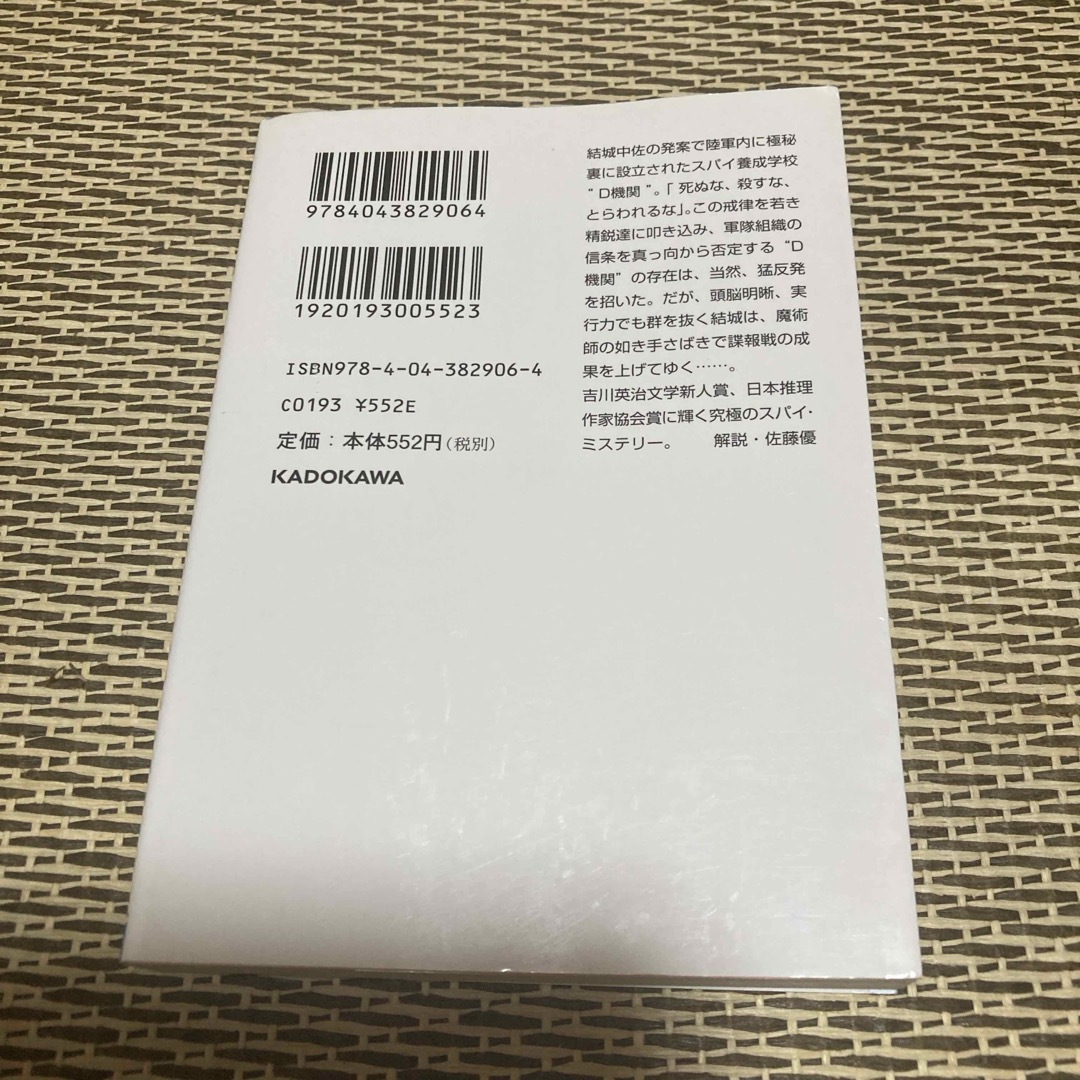 9784043829064
1920193005523
ISBN978-4-04-382906-4
C0193 ¥552E
定価：本体552円（税別）
KADOKAWA
結城中佐の発案で陸軍内に極秘
裏に設立されたスパイ養成学校
“D機関”。「死ぬな、殺すな、
とらわれるな」。この戒律を若き
精鋭達に叩き込み、軍隊組織の
信条を真っ向から否定する“D
機関”の存在は、当然、猛反発
を招いた。だが、頭脳明晰、実
行力でも群を抜く結城は、魔術
師の如き手さばきで諜報戦の成
果を上げてゆく……。
吉川英治文学新人賞、日本推理
作家協会賞に輝く究極のスパイ・
ミステリー。　解説・佐藤優